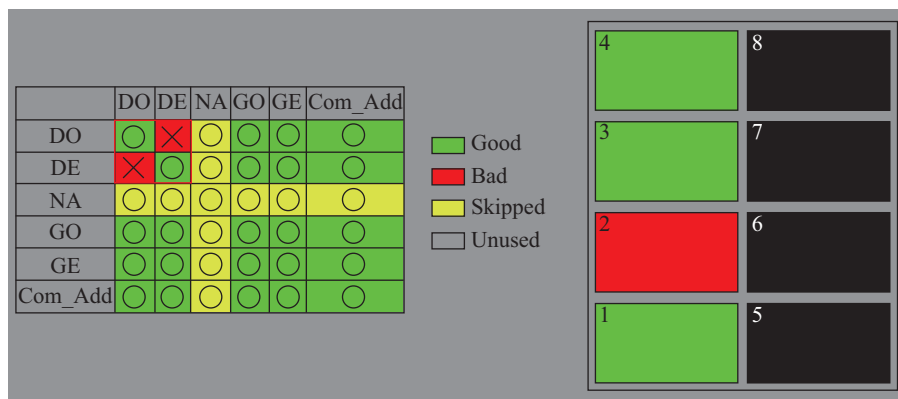 DO DE NA GO GE Com_Add
DO
DE
NA
GO
GE
Com_Add
Good
Bad
Skipped
Unused
4 8
3 7
2 6
1 5